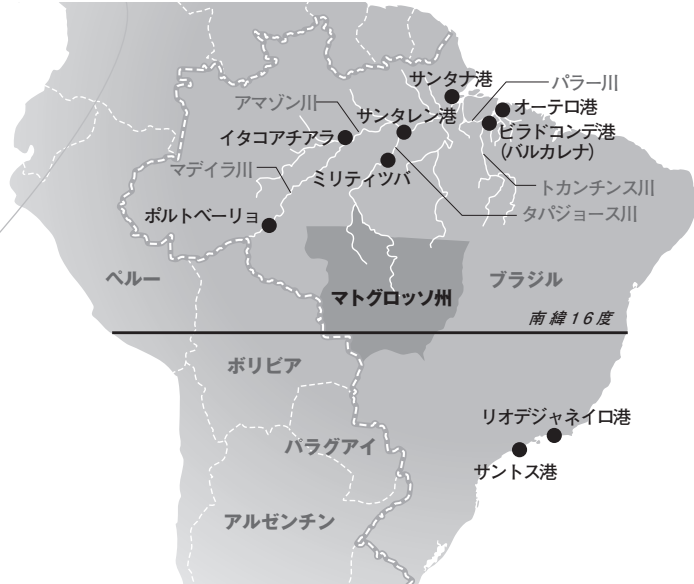 サンタナ港
パラー川
アマゾン川
オーテロ港
サンタレン港
ビラドコンデ港
(バルカレナ)
イタコアチアラ
マデイラ川
ミリティツバ
トカンチンス川
タパジョース川
ポルトベーリョ
ペルー
ブラジル
マトグロッソ州
南緯16度
ボリビア
リオデジャネイロ港
パラグアイ
サントス港
アルゼンチン